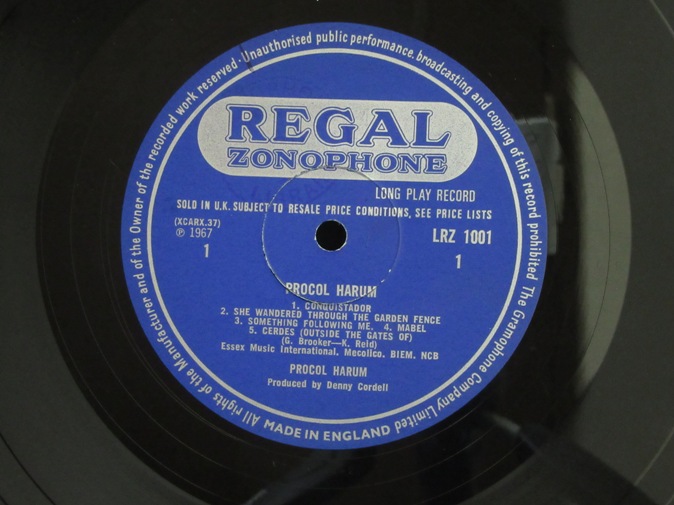 REGAL
ZONOPHONE
LONG PLAY RECORD
SOLD IN U.K. SUBJECT TO RESALE PRICE CONDITIONS, SEE PRICE LISTS
(XCARX.37)
℗ 1967
LRZ 1001
1
1
PROCOL HARUM
1. CONQUISTADOR
2. SHE WANDERED THROUGH THE GARDEN FENCE
3. SOMETHING FOLLOWING ME. 4. MABEL
5. CERDES (OUTSIDE THE GATES OF)
(G. Brooker—K. Reid)
Essex Music International. Mecolico. BIEM. NCB
PROCOL HARUM
Produced by Denny Cordell
MADE IN ENGLAND
All rights of the Manufacturer and of the Owner of the recorded work reserved · Unauthorised public performance, broadcasting and copying of this record prohibited The Gramophone Company Limited